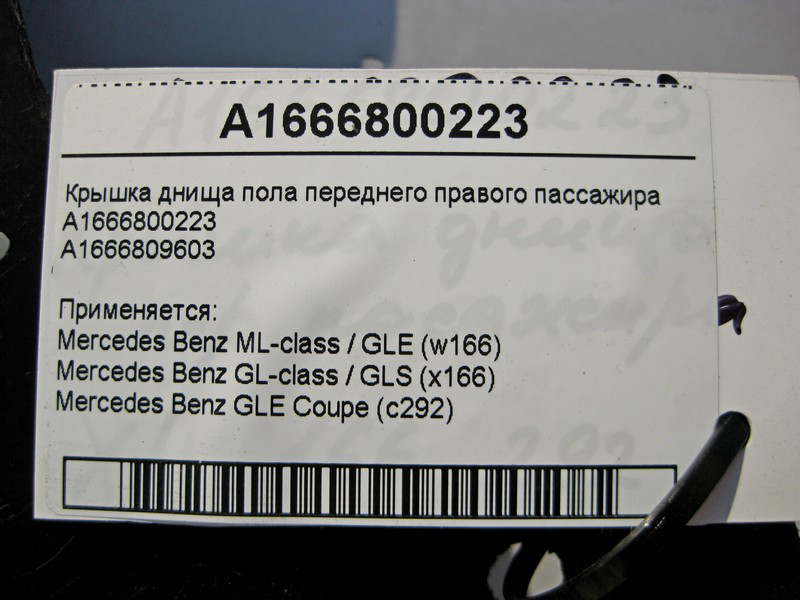 A1666800223
Крышка днища пола переднего правого пассажира
A1666800223
A1666809603
Применяется:
Mercedes Benz ML-class / GLE (w166)
Mercedes Benz GL-class / GLS (x166)
Mercedes Benz GLE Coupe (c292)